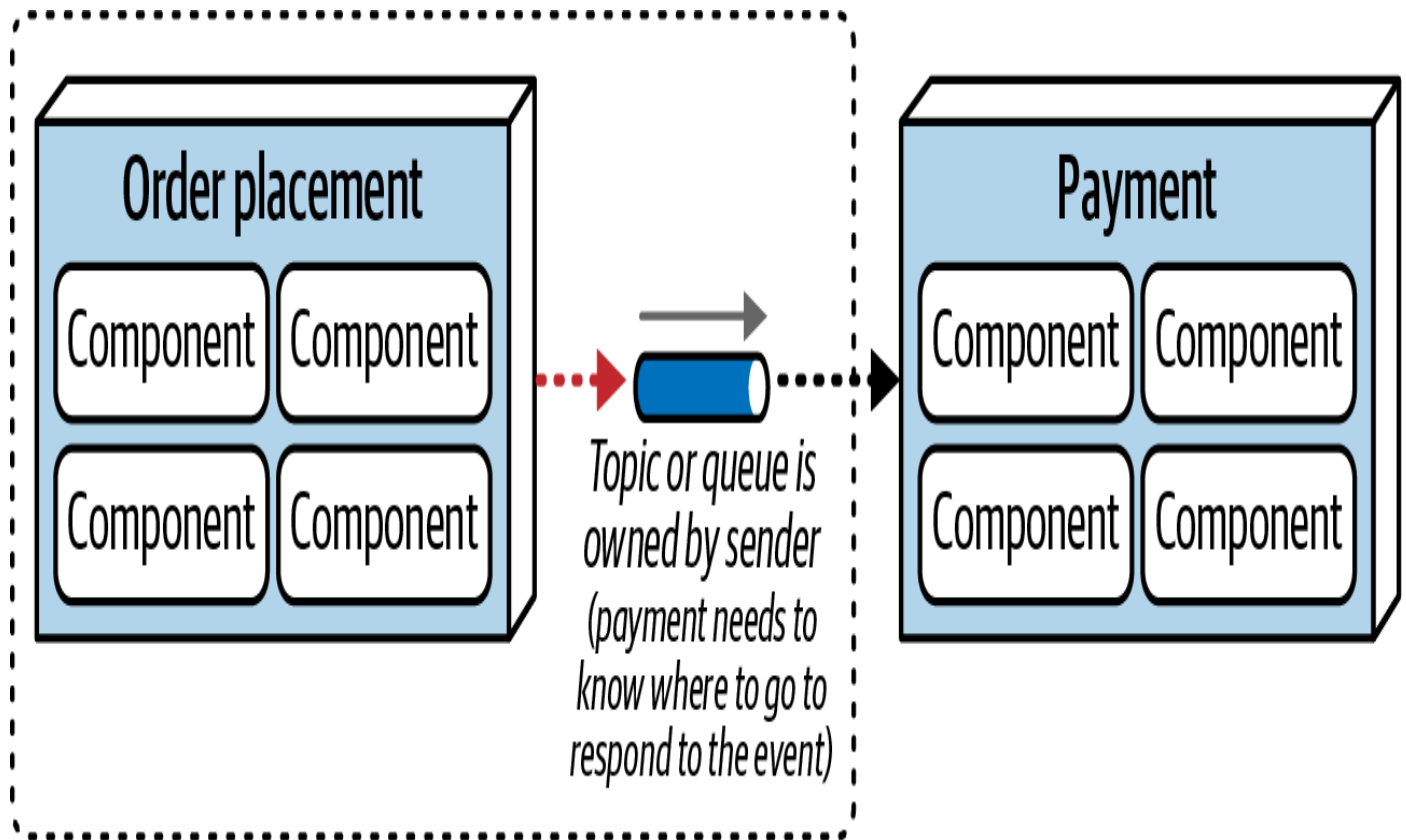 Order placement
Component Component
Component Component
Topic or queue is
owned by sender
(payment needs to
know where to go to
respond to the event)
Payment
Component Component
Component Component